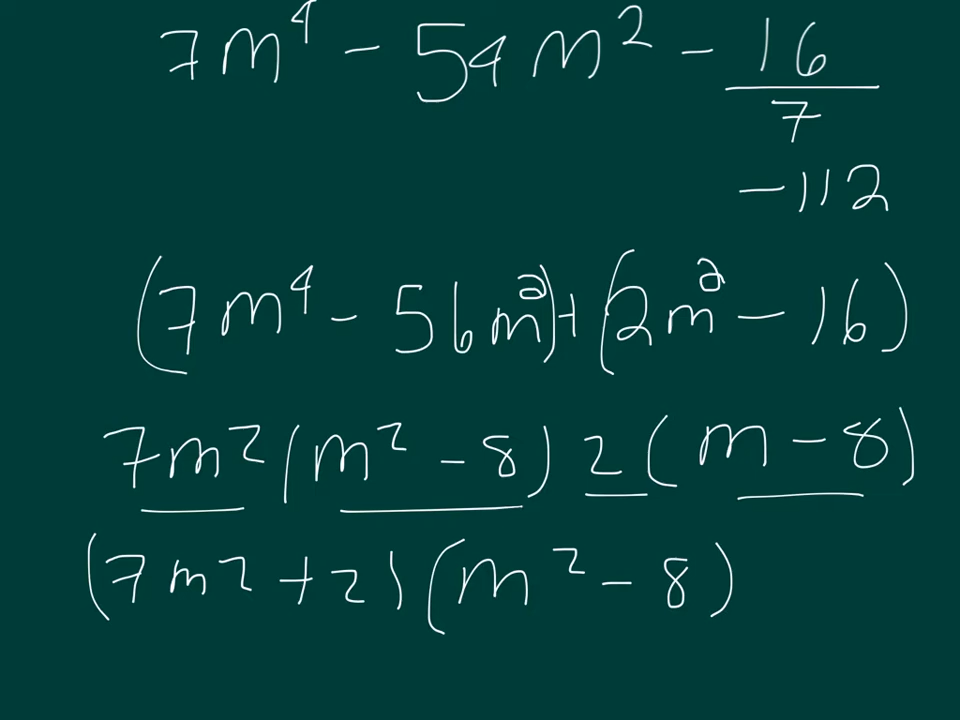 7m⁴ - 54m² - 16
7
-112
(7m⁴ - 56m²) + (2m² - 16)
7m² (m² - 8) 2 (m - 8)
(7m² + 2) (m² - 8)